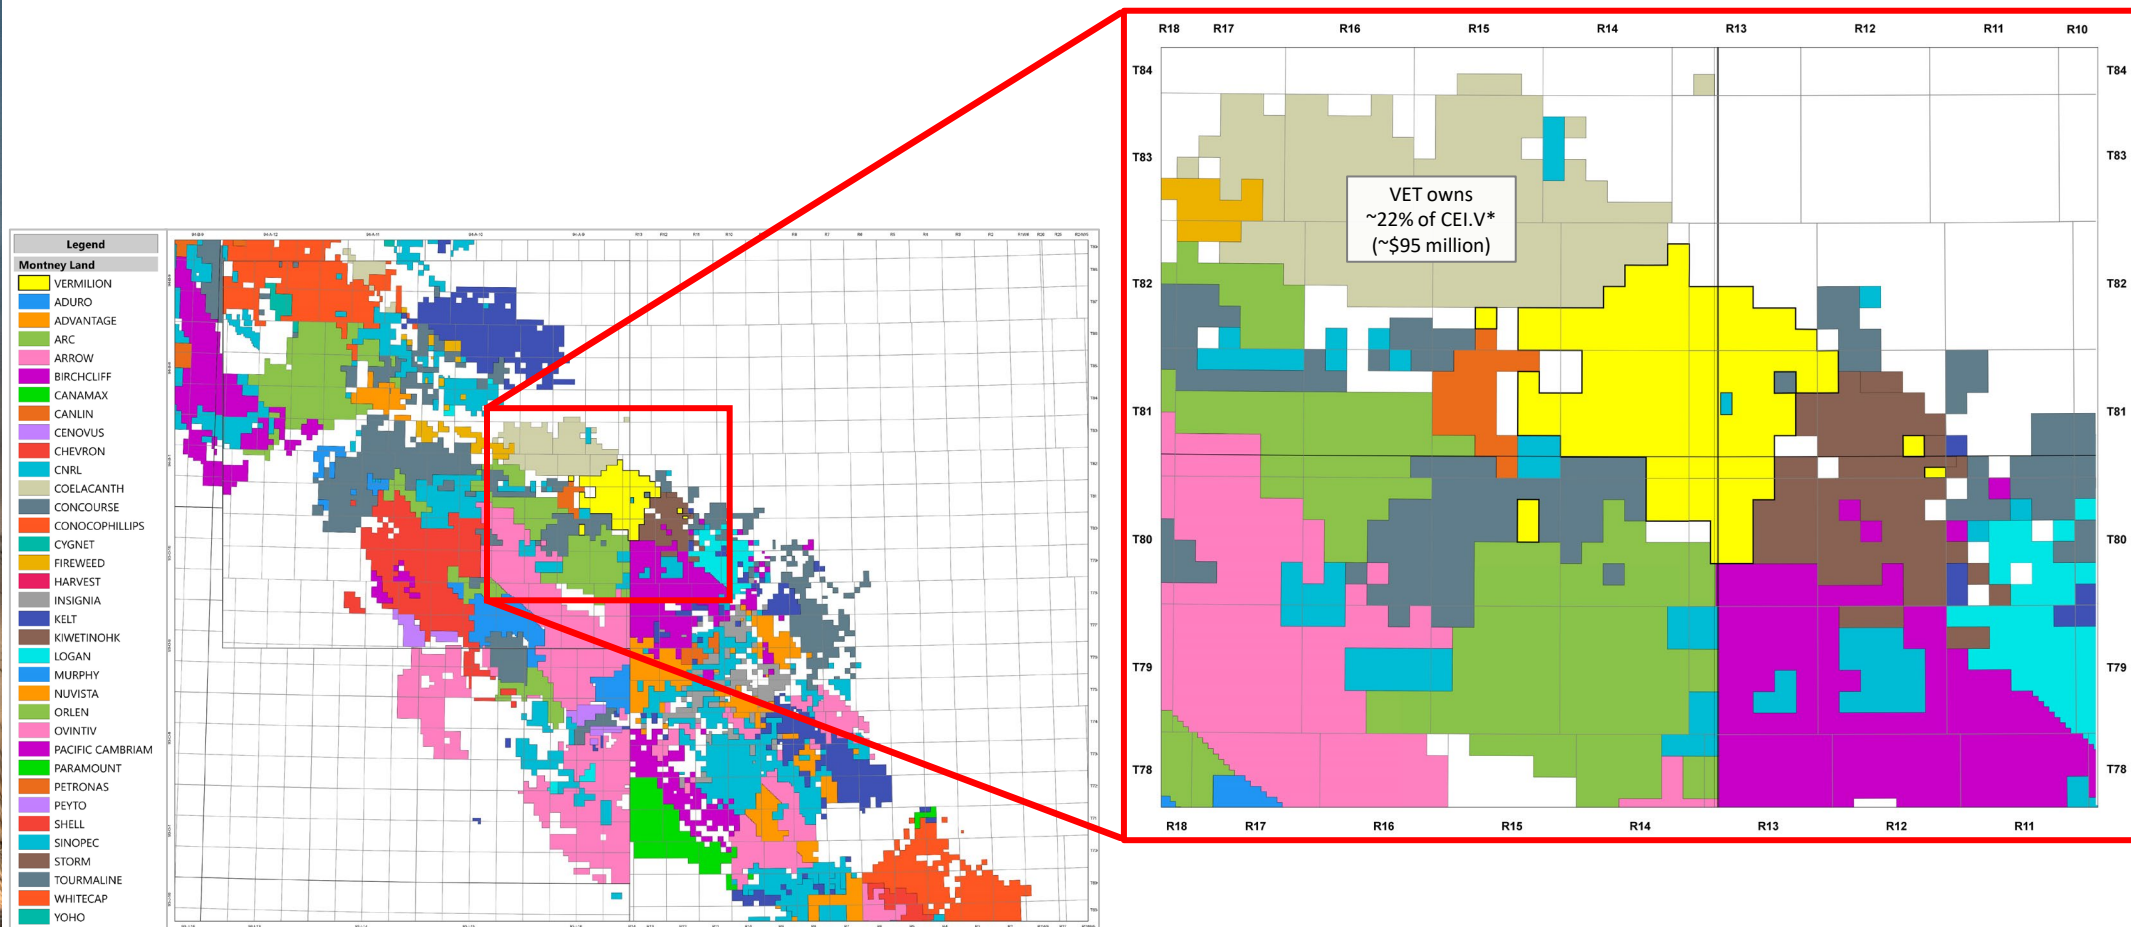 R18 R17 R16 R15 R14 R13 R12 R11 R10
T84 T84
T83 T83
VET owns
~22% of CEI.V*
(~$95 million)
T82 T82
T81 T81
T80 T80
T79 T79
T78 T78
R18 R17 R16 R15 R14 R13 R12 R11
Legend
Montney Land
VERMILION
ADURO
ADVANTAGE
ARC
ARROW
BIRCHCLIFF
CANAMAX
CANLIN
CENOVUS
CHEVRON
CNRL
COELACANTH
CONCOURSE
CONOCOPHILLIPS
CYGNET
FIREWEED
HARVEST
INSIGNIA
KELT
KIWETINOHK
LOGAN
MURPHY
NUVISTA
ORLEN
OVINTIV
PACIFIC CAMBRIAM
PARAMOUNT
PETRONAS
PEYTO
SHELL
SINOPEC
STORM
TOURMALINE
WHITECAP
YOHO